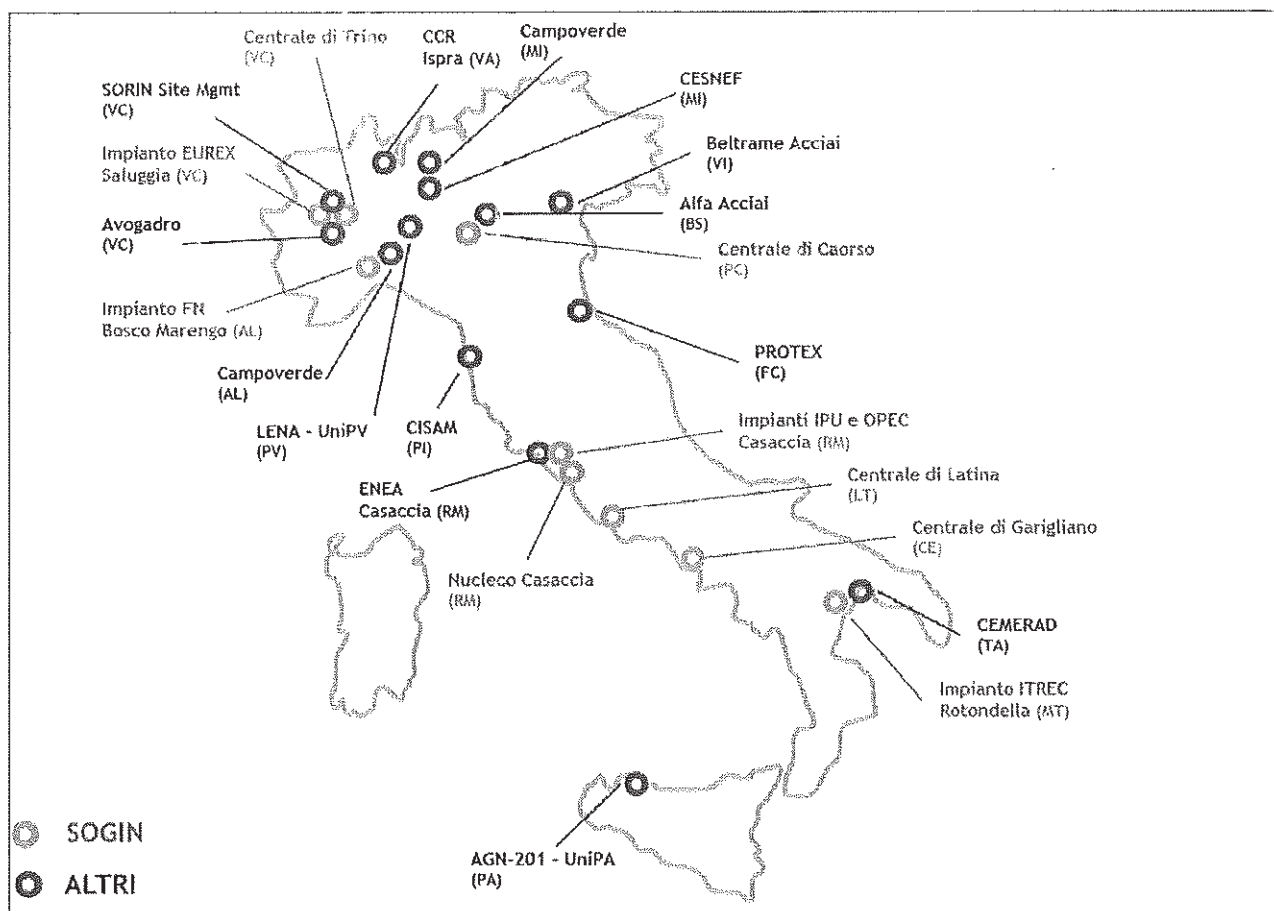 Centrale di Trino
(VC)
CCR
Ispra (VA)
Campoverde
(MI)
SORIN Site Mgmt
(VC)
CESNEF
(MI)
Impianto EUREX
Saluggia (VC)
Beltrame Acciai
(VI)
Avogadro
(VC)
Alfa Acciai
(BS)
Centrale di Caorso
(PC)
Impianto FN
Bosco Marengo (AL)
PROTEX
(FC)
Campoverde
(AL)
LENA - UniPV
(PV)
CISAM
(PI)
Impianti IPU e OPEC
Casaccia (RM)
ENEA
Casaccia (RM)
Centrale di Latina
(LT)
Centrale di Garigliano
(CE)
Nucleco Casaccia
(RM)
CEMERAD
(TA)
Impianto ITREC
Rotondella (MT)
AGN-201 - UniPA
(PA)
SOGIN
ALTRI